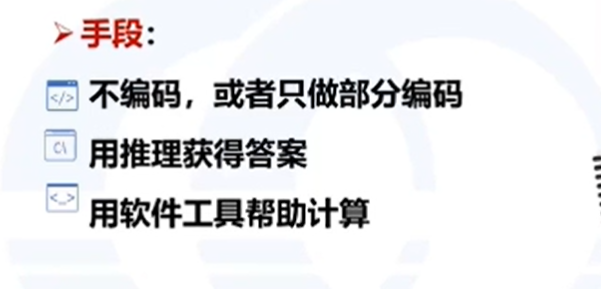 手段：
不编码，或者只做部分编码
用推理获得答案
用软件工具帮助计算